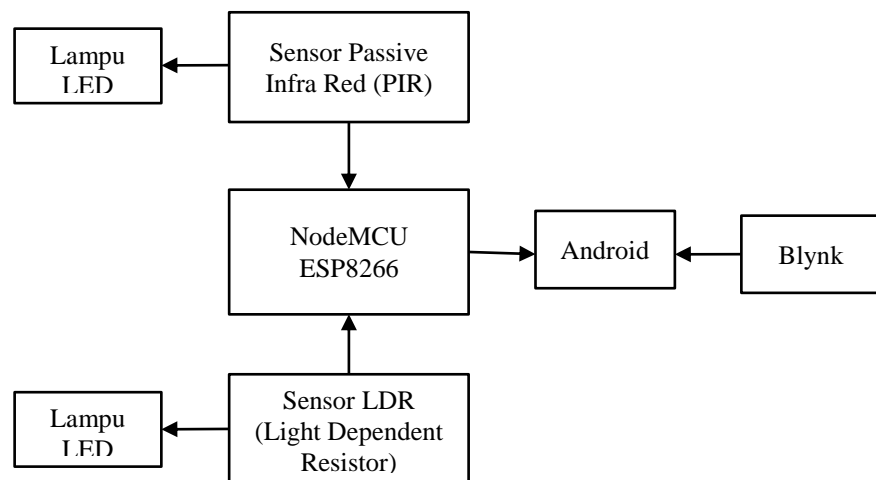 Lampu
LED
Sensor Passive
Infra Red (PIR)
NodeMCU
ESP8266
Android
Blynk
Lampu
LED
Sensor LDR
(Light Dependent
Resistor)